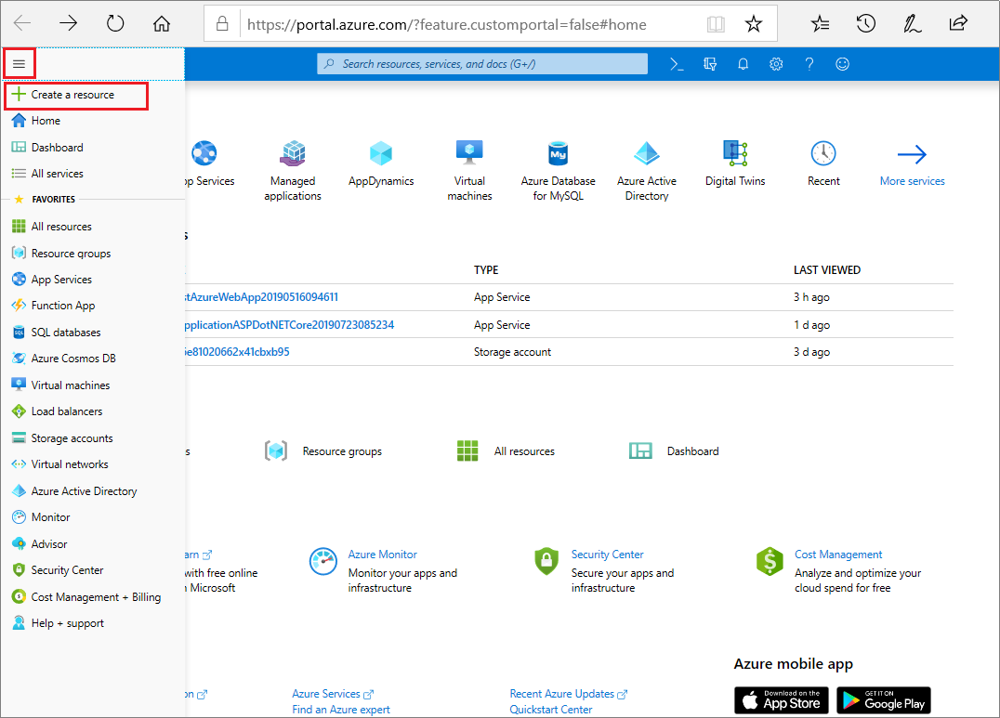 https://portal.azure.com/?feature.customportal=false#home
Search resources, services, and docs (G+/)
Create a resource
Home
Dashboard
All services
FAVORITES
All resources
Resource groups
App Services
Function App
SQL databases
Azure Cosmos DB
Virtual machines
Load balancers
Storage accounts
Virtual networks
Azure Active Directory
Monitor
Advisor
Security Center
Cost Management + Billing
Help + support
pp Services
Managed
applications
AppDynamics
Virtual
machines
My
Azure Database
for MySQL
Azure Active
Directory
Digital Twins
Recent
More services
s
TYPE
LAST VIEWED
stAzureWebApp20190516094611
App Service
3 h ago
pplicationASPDotNETCore20190723085234
App Service
1 d ago
5e81020662x41cbxb95
Storage account
3 d ago
s
Resource groups
All resources
Dashboard
arn
with free online
n Microsoft
Azure Monitor
Monitor your apps and
infrastructure
Security Center
Secure your apps and
infrastructure
Cost Management
Analyze and optimize your
cloud spend for free
Azure mobile app
on
Azure Services
Find an Azure expert
Recent Azure Updates
Quickstart Center
Download on the
App Store
GET IT ON
Google Play